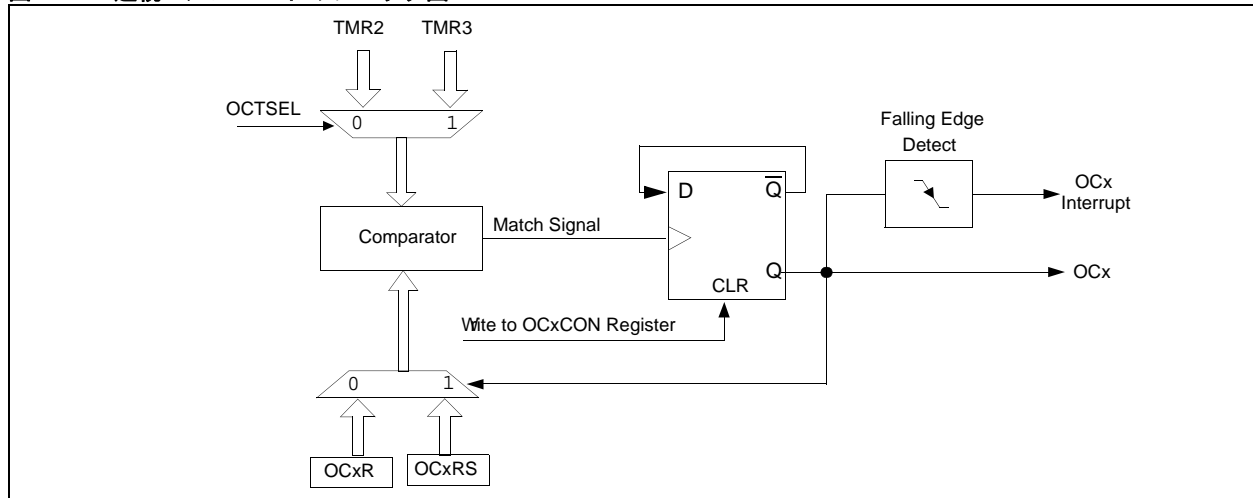 TMR2 TMR3
OCTSEL
0 1
Falling Edge
Detect
D Q
OCx
Interrupt
Comparator
Match Signal
Q
OCx
CLR
Write to OCxCON Register
0 1
OCxR OCxRS